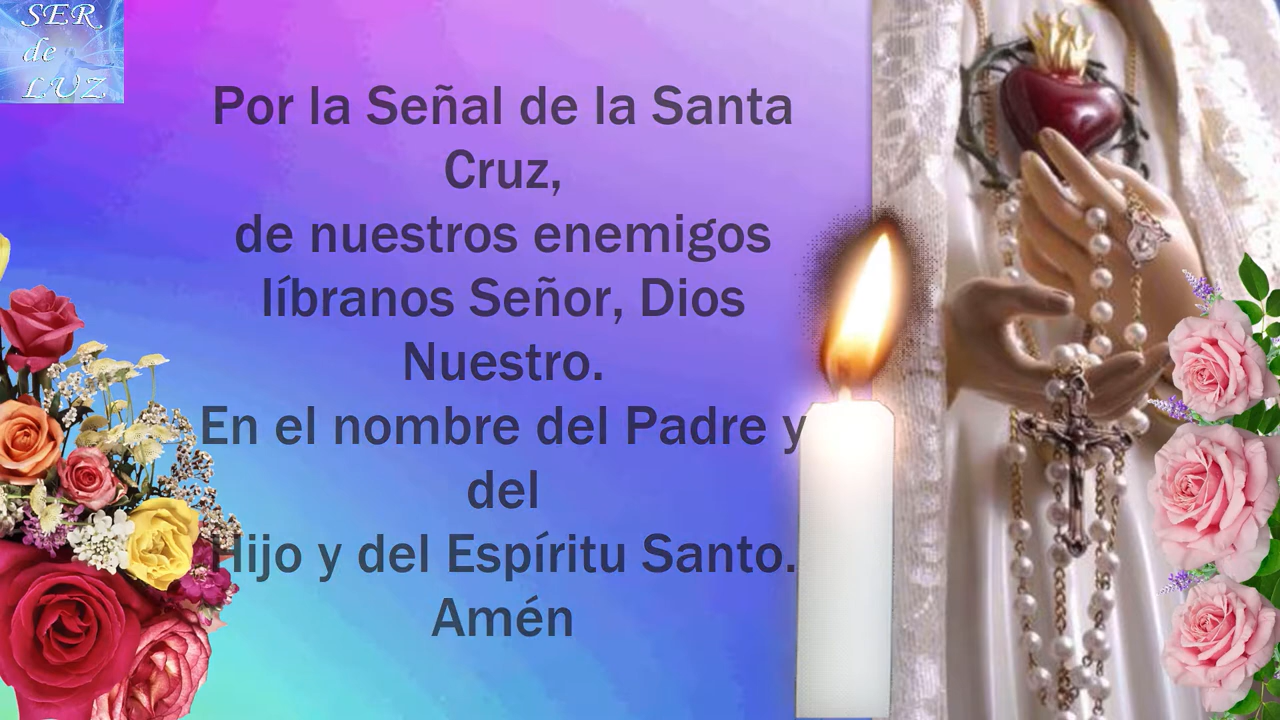 SER
de
LUZ
Por la Señal de la Santa
Cruz,
de nuestros enemigos
líbranos Señor, Dios
Nuestro.
En el nombre del Padre y
del
Hijo y del Espíritu Santo.
Amén